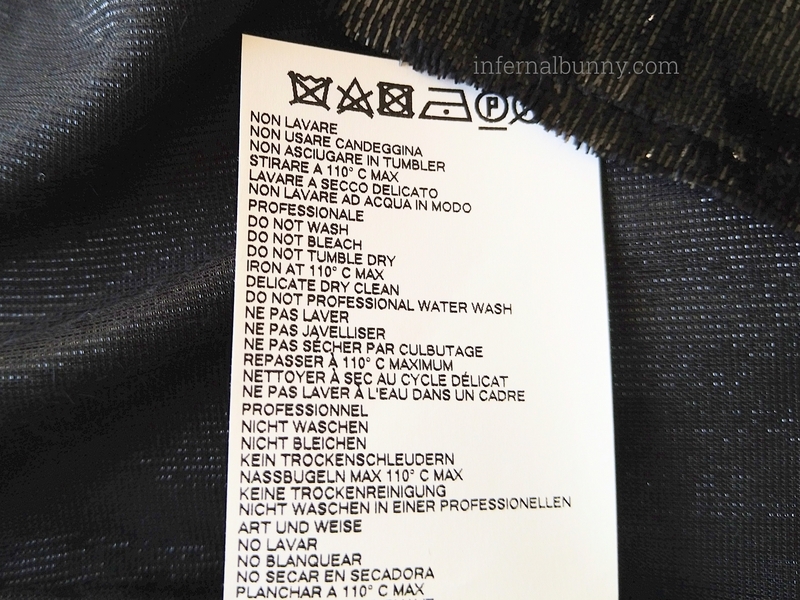 infernalbunny.com
P
NON LAVARE
NON USARE CANDEGGINA
NON ASCIUGARE IN TUMBLER
STIRARE A 110° C MAX
LAVARE A SECCO DELICATO
NON LAVARE AD ACQUA IN MODO
PROFESSIONALE
DO NOT WASH
DO NOT BLEACH
DO NOT TUMBLE DRY
IRON AT 110° C MAX
DELICATE DRY CLEAN
DO NOT PROFESSIONAL WATER WASH
NE PAS LAVER
NE PAS JAVELLISER
NE PAS SÉCHER PAR CULBUTAGE
REPASSER À 110° C MAXIMUM
NETTOYER À SEC AU CYCLE DÉLICAT
NE PAS LAVER À L'EAU DANS UN CADRE
PROFESSIONNEL
NICHT WASCHEN
NICHT BLEICHEN
KEIN TROCKENSCHLEUDERN
NASSBUGELN MAX 110° C MAX
KEINE TROCKENREINIGUNG
NICHT WASCHEN IN EINER PROFESSIONELLEN
ART UND WEISE
NO LAVAR
NO BLANQUEAR
NO SECAR EN SECADORA
PLANCHAR A 110° C MAX